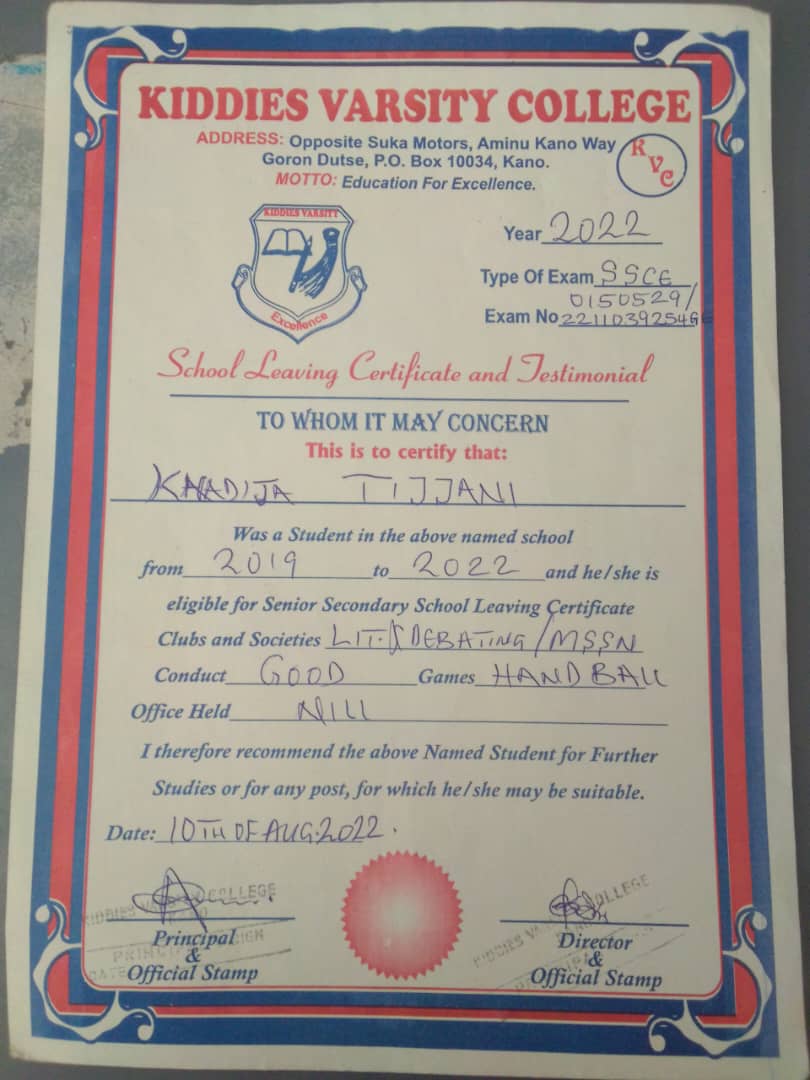 KIDDIES VARSITY COLLEGE
ADDRESS: Opposite Suka Motors, Aminu Kano Way
Goron Dutse, P.O. Box 10034, Kano.
MOTTO: Education For Excellence.
KVC
KIDDIES VARSITY
Excellence
Year 2022
Type Of Exam SSCE
0150529/
Exam No 2211039254GE
School Leaving Certificate and Testimonial
TO WHOM IT MAY CONCERN
This is to certify that:
KHADIJA TIJJANI
Was a Student in the above named school
from 2019 to 2022 and he/she is
eligible for Senior Secondary School Leaving Certificate
Clubs and Societies LIT. & DEBATING/MSSN
Conduct GOOD Games HANDBALL
Office Held NILL
I therefore recommend the above Named Student for Further
Studies or for any post, for which he/she may be suitable.
Date: 10TH OF AUG. 2022.
KIDDIES COLLEGE
KIDDIES COLLEGE
Principal
&
Official Stamp
Director
&
Official Stamp